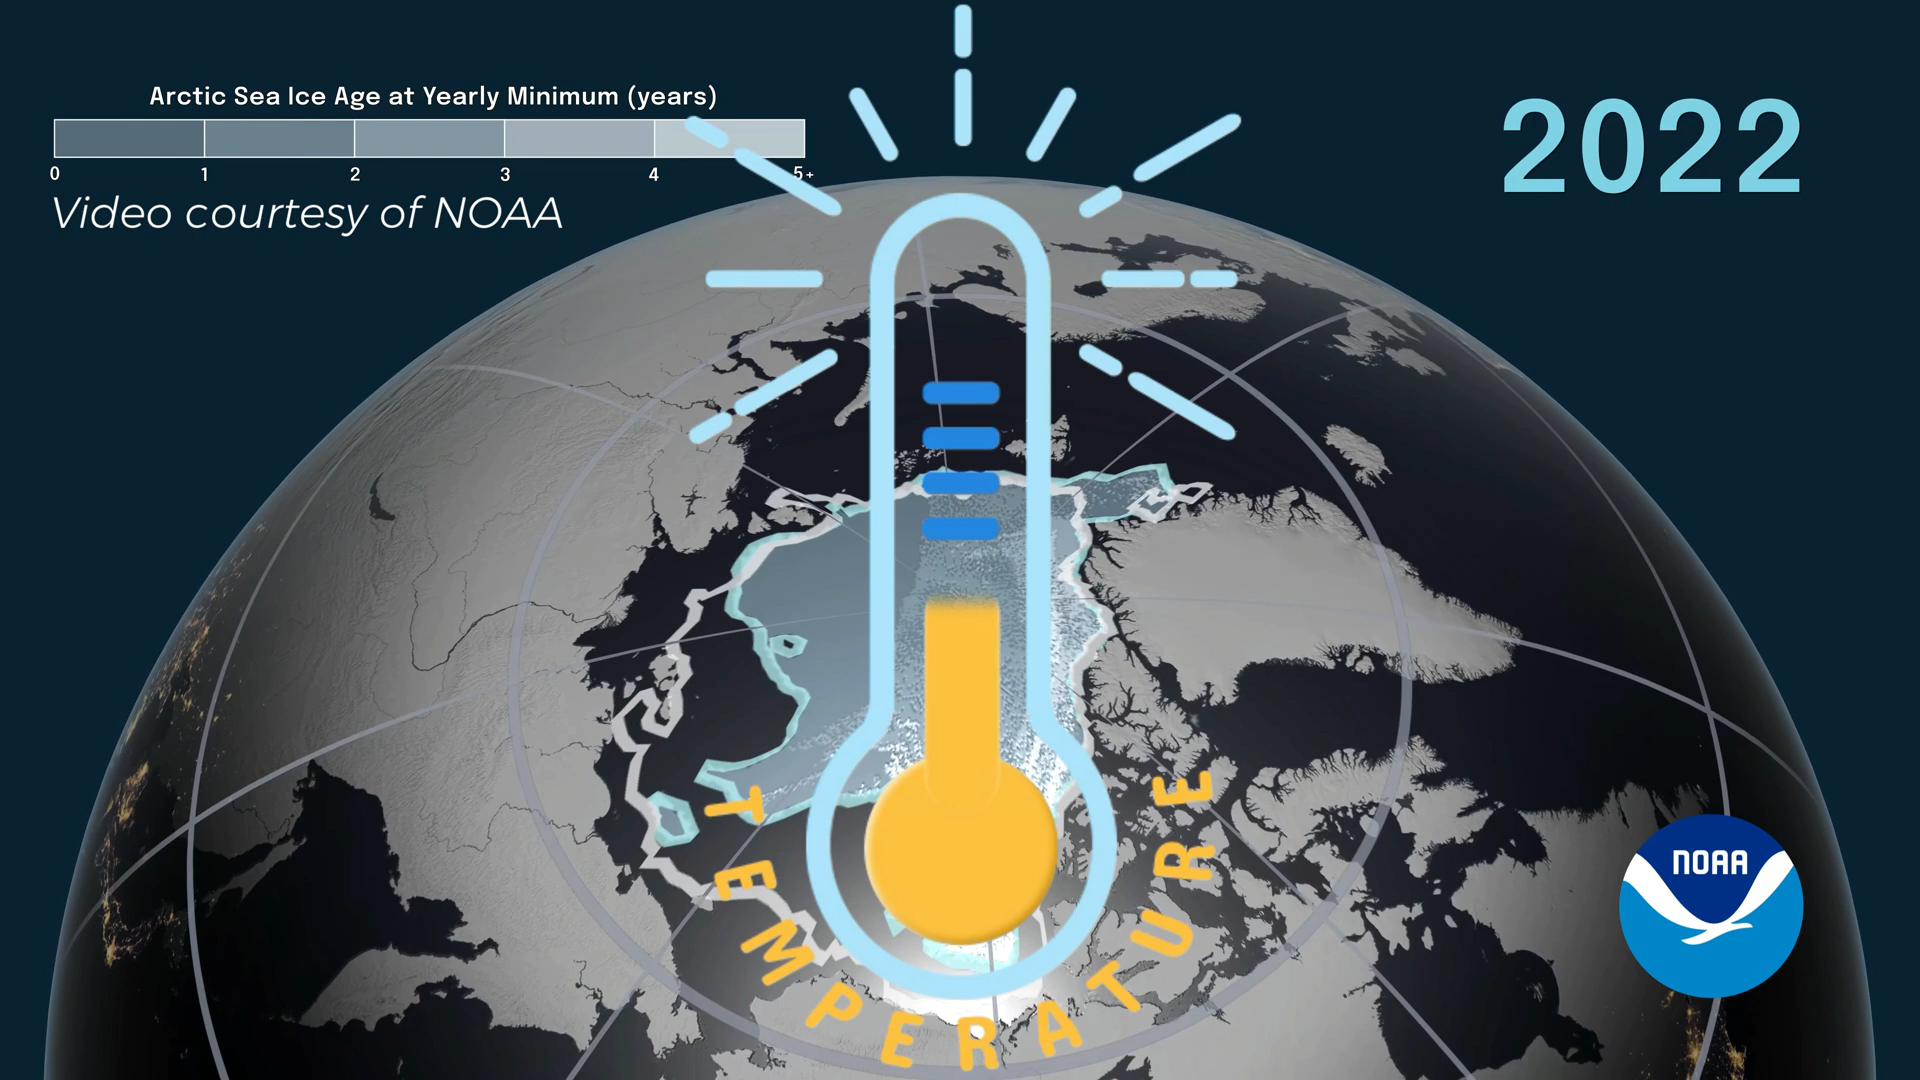 Arctic Sea Ice Age at Yearly Minimum (years)
0 1 2 3 4 5+
Video courtesy of NOAA
2022
TEMPERATURE
NOAA